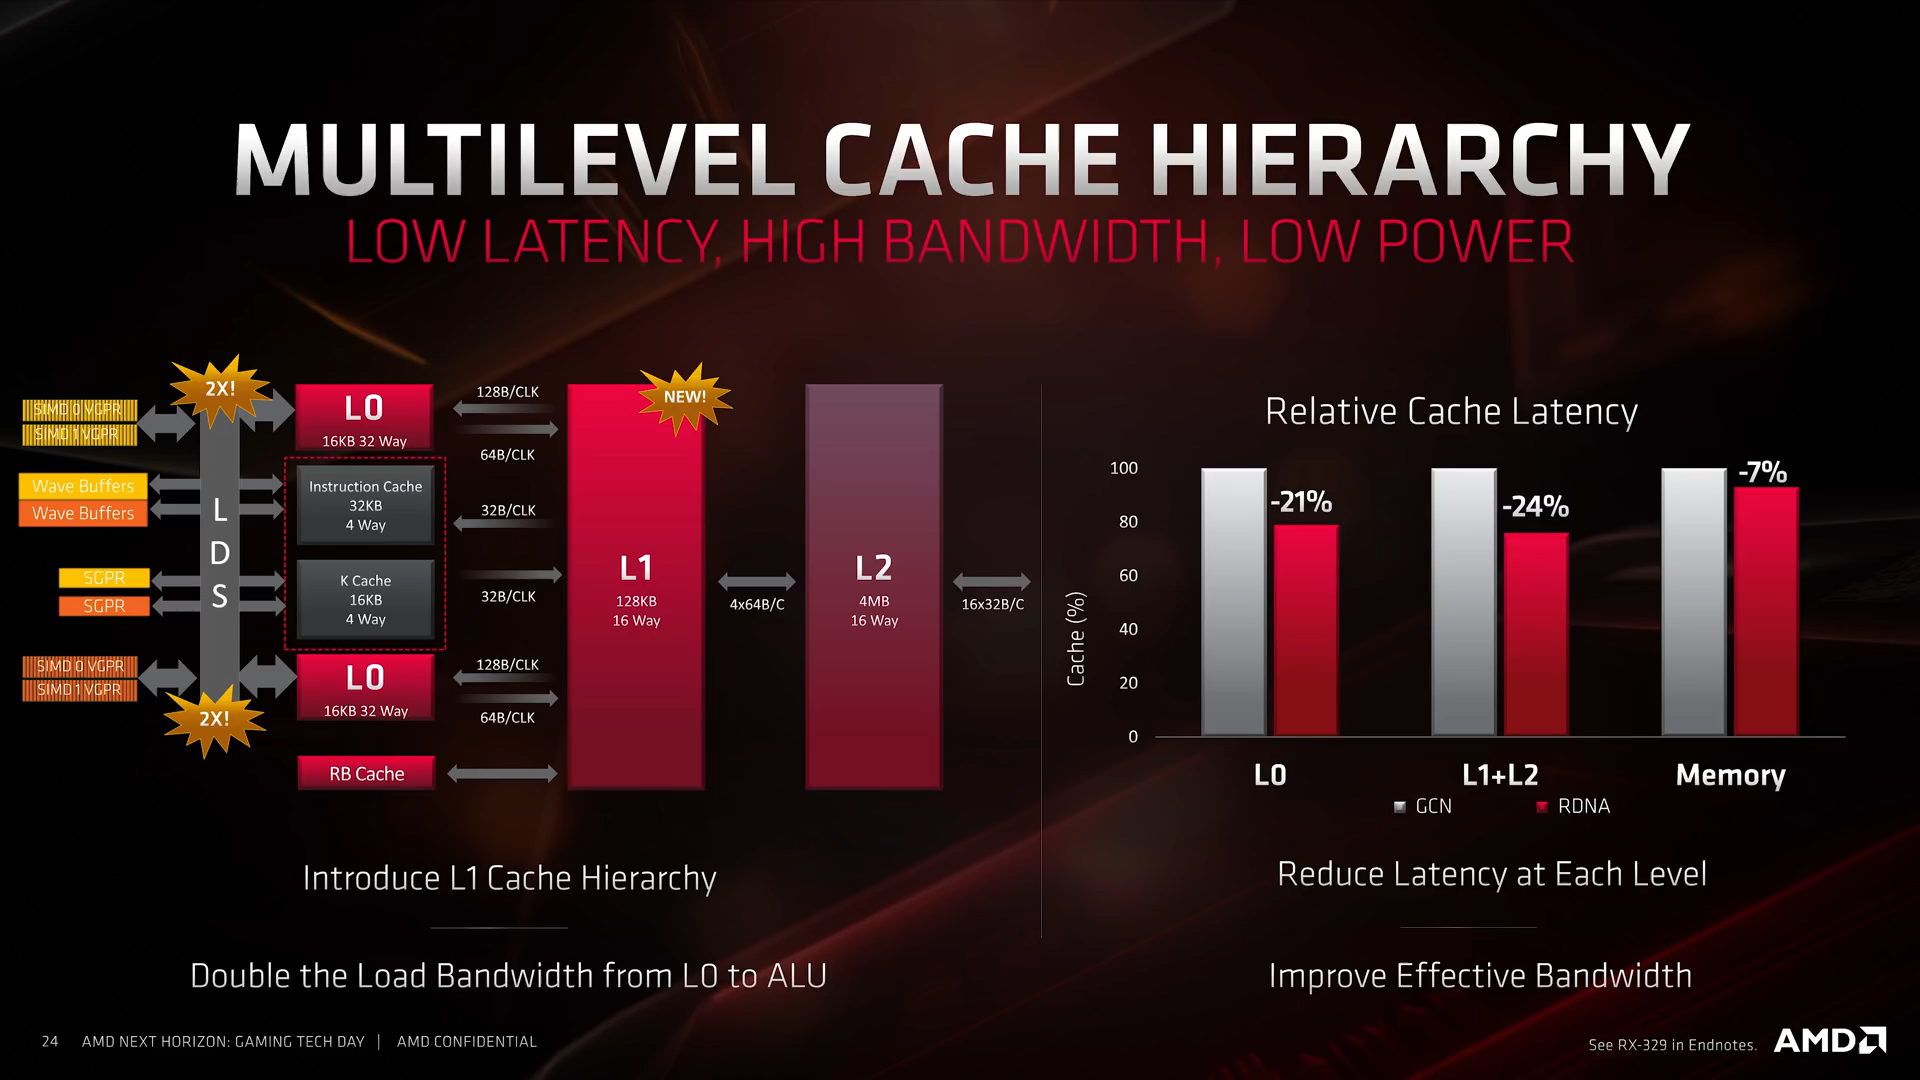 MULTILEVEL CACHE HIERARCHY
LOW LATENCY, HIGH BANDWIDTH, LOW POWER
2X!
SIMD 0 VGPR
SIMD 1 VGPR
Wave Buffers
Wave Buffers
SGPR
SGPR
SIMD 0 VGPR
SIMD 1 VGPR
2X!
L
D
S
L0
16KB 32 Way
Instruction Cache
32KB
4 Way
K Cache
16KB
4 Way
L0
16KB 32 Way
RB Cache
128B/CLK
64B/CLK
32B/CLK
32B/CLK
128B/CLK
64B/CLK
NEW!
L1
128KB
16 Way
4x64B/C
L2
4MB
16 Way
16x32B/C
Introduce L1 Cache Hierarchy
Double the Load Bandwidth from L0 to ALU
Relative Cache Latency
Cache (%)
100
80
60
40
20
0
-21%
-24%
-7%
L0
L1+L2
Memory
GCN
RDNA
Reduce Latency at Each Level
Improve Effective Bandwidth
24 AMD NEXT HORIZON: GAMING TECH DAY | AMD CONFIDENTIAL
See RX-329 in Endnotes.
AMD